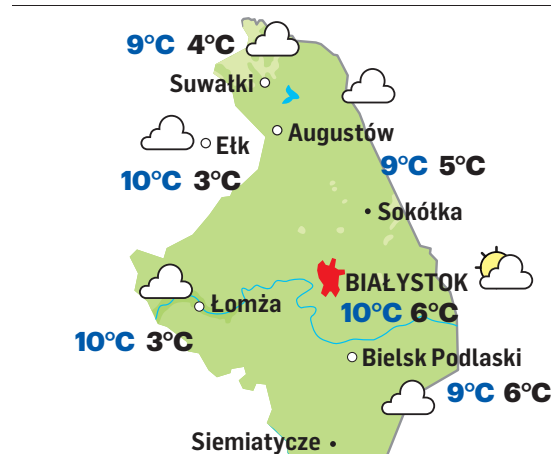 9°C 4°C
Suwałki
Augustów
Ełk
9°C 5°C
10°C 3°C
Sokółka
BIAŁYSTOK
Łomża
10°C 6°C
10°C 3°C
Bielsk Podlaski
9°C 6°C
Siemiatycze